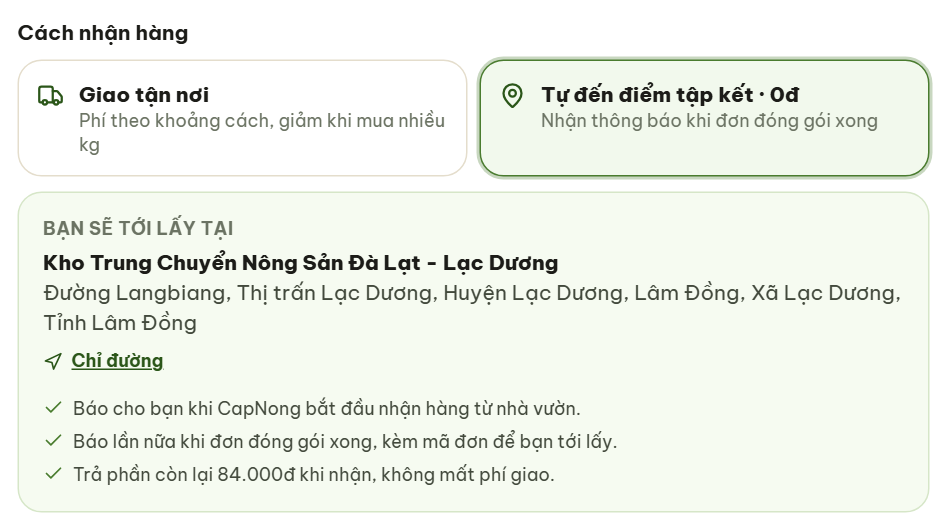 Cách nhận hàng
Giao tận nơi
Phí theo khoảng cách, giảm khi mua nhiều
kg
Tự đến điểm tập kết · 0đ
Nhận thông báo khi đơn đóng gói xong
BẠN SẼ TỚI LẤY TẠI
Kho Trung Chuyển Nông Sản Đà Lạt - Lạc Dương
Đường Langbiang, Thị trấn Lạc Dương, Huyện Lạc Dương, Lâm Đồng, Xã Lạc Dương,
Tỉnh Lâm Đồng
Chỉ đường
Báo cho bạn khi CapNong bắt đầu nhận hàng từ nhà vườn.
Báo lần nữa khi đơn đóng gói xong, kèm mã đơn để bạn tới lấy.
Trả phần còn lại 84.000đ khi nhận, không mất phí giao.